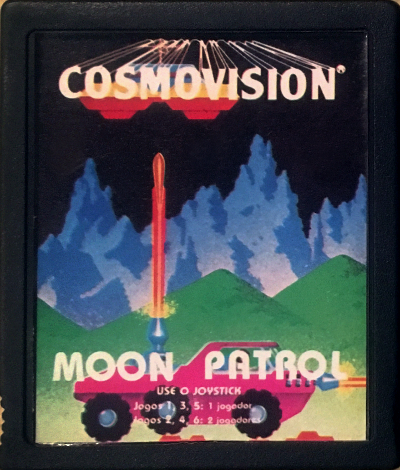 COSMOVISION®
MOON PATROL
USE O JOYSTICK
Jogos 1, 3, 5: 1 jogador
Jogos 2, 4, 6: 2 jogadores